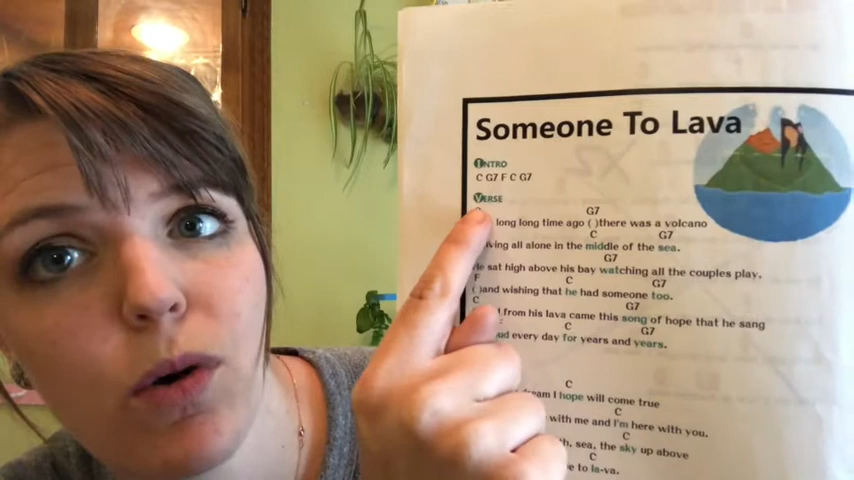 Someone To Lava
INTRO
C G7 F C G7
VERSE
G7
long long time ago ( )there was a volcano
C G7
all alone in the middle of the sea.
G7
He sat high above his bay watching all the couples play,
F C G7
( )and wishing that he had someone too.
C G7
from his lava came this song of hope that he sang
F C G7
every day for years and years.
C
I hope will come true
C
with me and I'm here with you.
C
sea, the sky up above
C
to la-va.